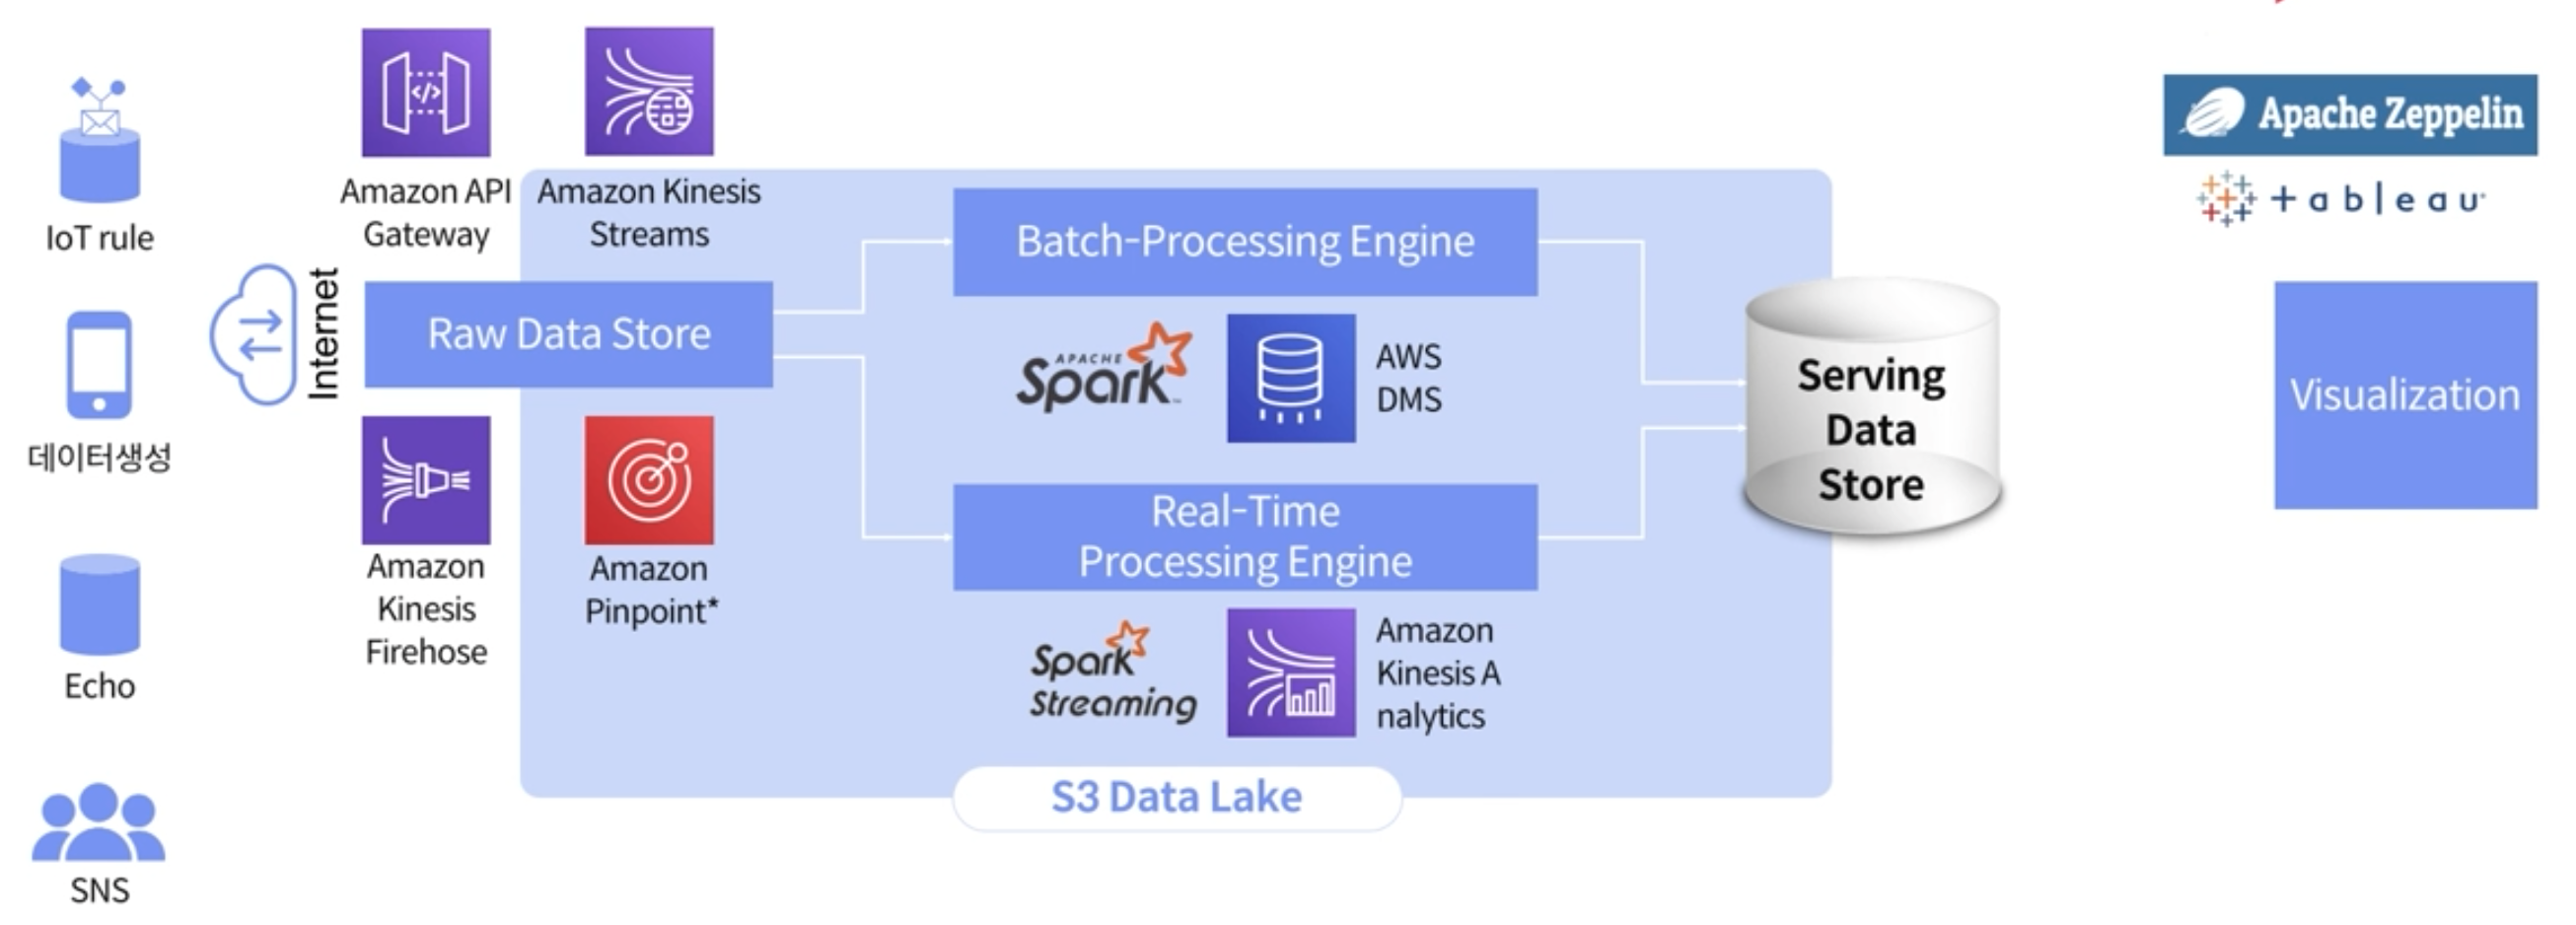 IoT rule
데이터생성
Echo
SNS
Internet
Amazon API
Gateway
Amazon Kinesis
Streams
Raw Data Store
Amazon
Kinesis
Firehose
Amazon
Pinpoint*
Batch-Processing Engine
APACHE
Spark™
AWS
DMS
Real-Time
Processing Engine
Spark
Streaming
Amazon
Kinesis A
nalytics
S3 Data Lake
Serving
Data
Store
Apache Zeppelin
+ableau
Visualization